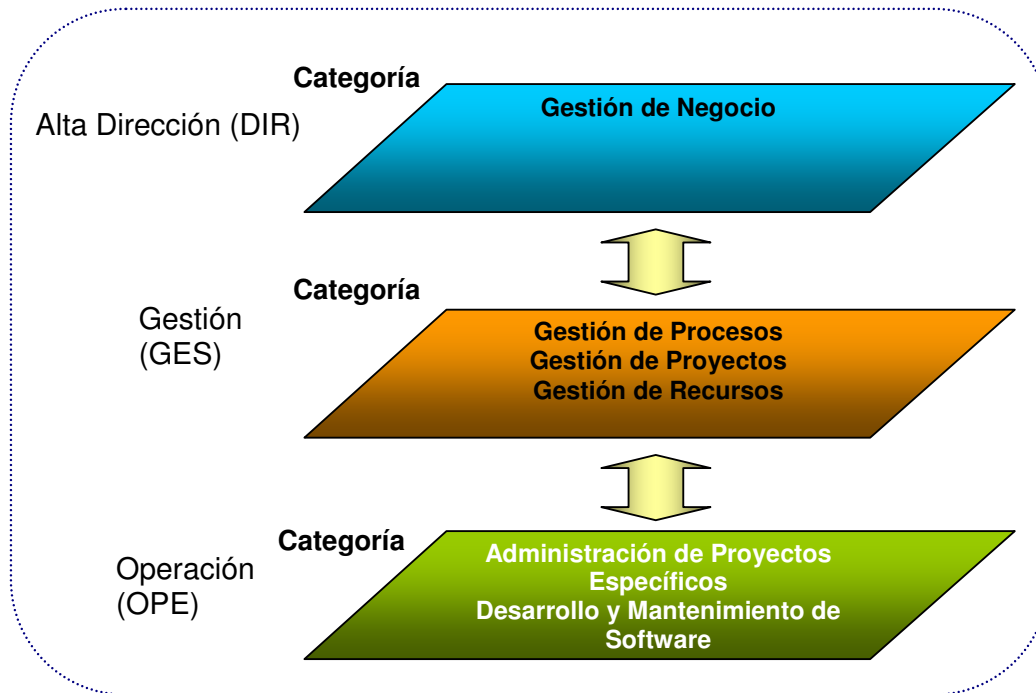 Categoría
Alta Dirección (DIR)
Gestión de Negocio
Categoría
Gestión
(GES)
Gestión de Procesos
Gestión de Proyectos
Gestión de Recursos
Categoría
Operación
(OPE)
Administración de Proyectos
Específicos
Desarrollo y Mantenimiento de
Software